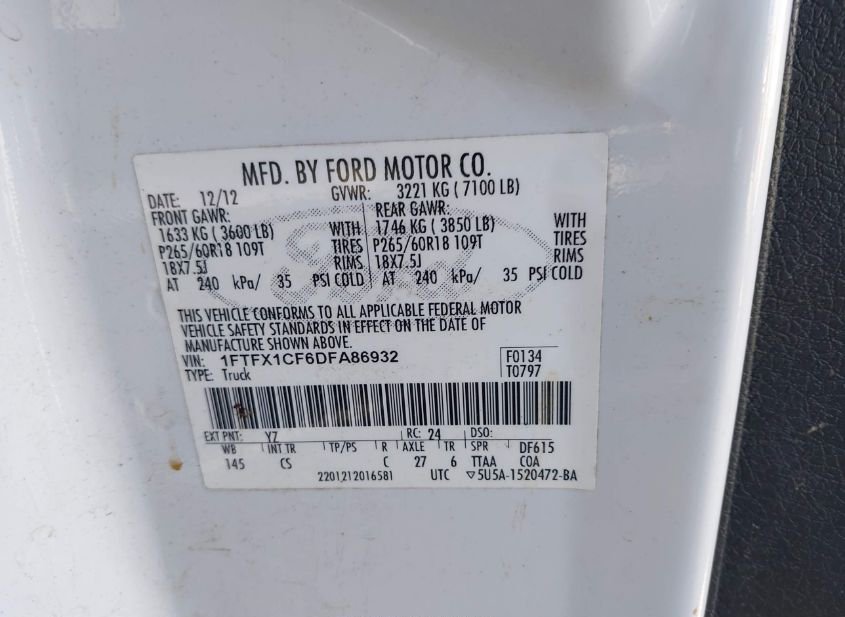 MFD. BY FORD MOTOR CO.
DATE: 12/12 GVWR: 3221 KG ( 7100 LB)
FRONT GAWR: REAR GAWR:
1633 KG ( 3600 LB) WITH 1746 KG ( 3850 LB) WITH
P265/60R18 109T TIRES P265/60R18 109T TIRES
18X7.5J RIMS 18X7.5J RIMS
AT 240 kPa/ 35 PSI COLD AT 240 kPa/ 35 PSI COLD
Ford
THIS VEHICLE CONFORMS TO ALL APPLICABLE FEDERAL MOTOR
VEHICLE SAFETY STANDARDS IN EFFECT ON THE DATE OF
MANUFACTURE SHOWN ABOVE.
VIN: 1FTFX1CF6DFA86932 F0134
TYPE: Truck T0797
EXT PNT: YZ RC: 24 DSO:
WB INT TR TP/PS R AXLE TR SPR DF615
145 CS C 27 6 TTAA COA
2201212016581 UTC ▽5U5A-1520472-BA